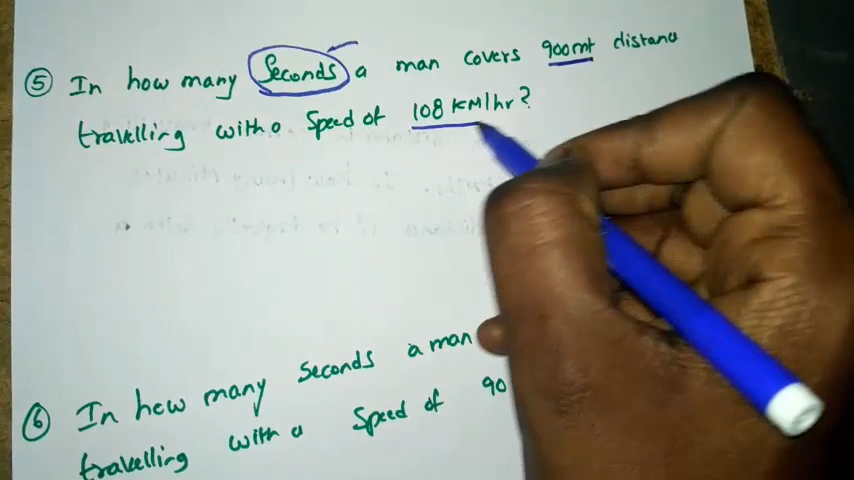 ⑤ In how many Seconds a man covers 900mt distance
travelling with a Speed of 108 KM/hr?
⑥ In how many Seconds a man
travelling with a Speed of 90